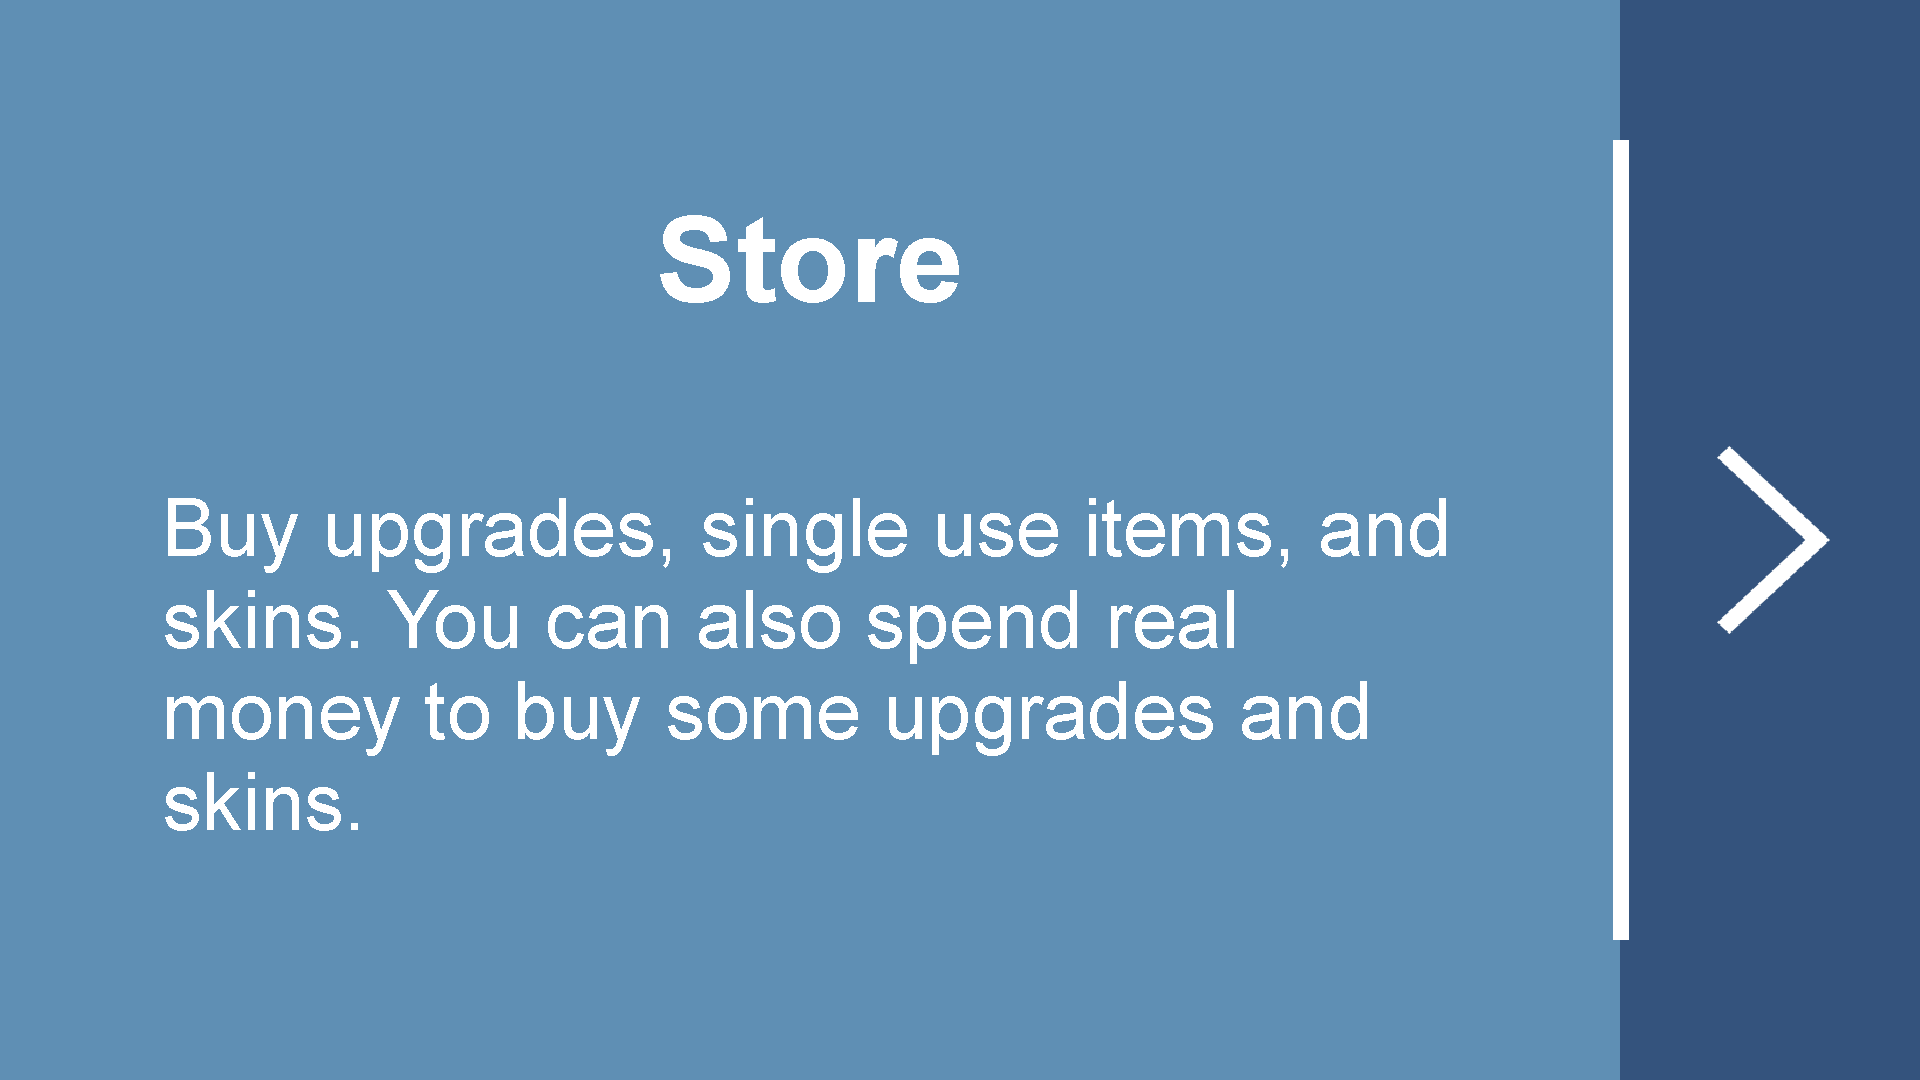 Store
Buy upgrades, single use items, and
skins. You can also spend real
money to buy some upgrades and
skins.